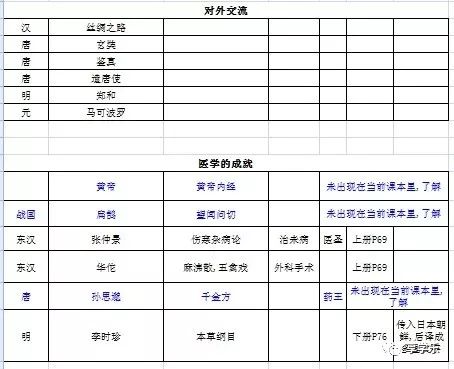 对外交流
汉 丝绸之路
唐 玄奘
唐 鉴真
唐 遣唐使
明 郑和
元 马可波罗
医学的成就
黄帝 黄帝内经 未出现在当前课本里,了解
战国 扁鹊 望闻问切 未出现在当前课本里,了解
东汉 张仲景 伤寒杂病论 治未病 医圣 上册P69
东汉 华佗 麻沸散,五禽戏 外科手术 上册P69
唐 孙思邈 千金方 药王 未出现在当前课本里,
了解
明 李时珍 本草纲目 下册P76 传入日本朝
鲜,后译成